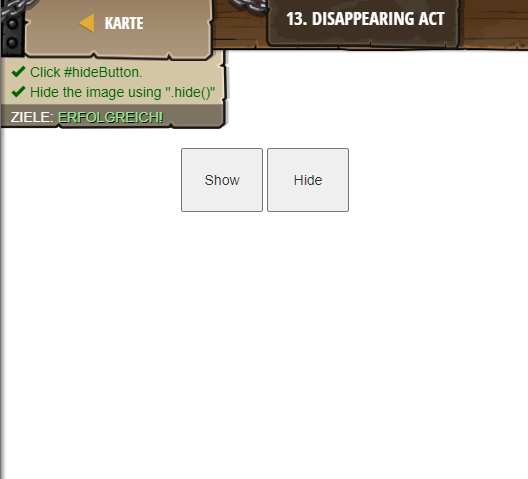 KARTE
13. DISAPPEARING ACT
Click #hideButton.
Hide the image using ".hide()"
ZIELE: ERFOLGREICH!
Show
Hide